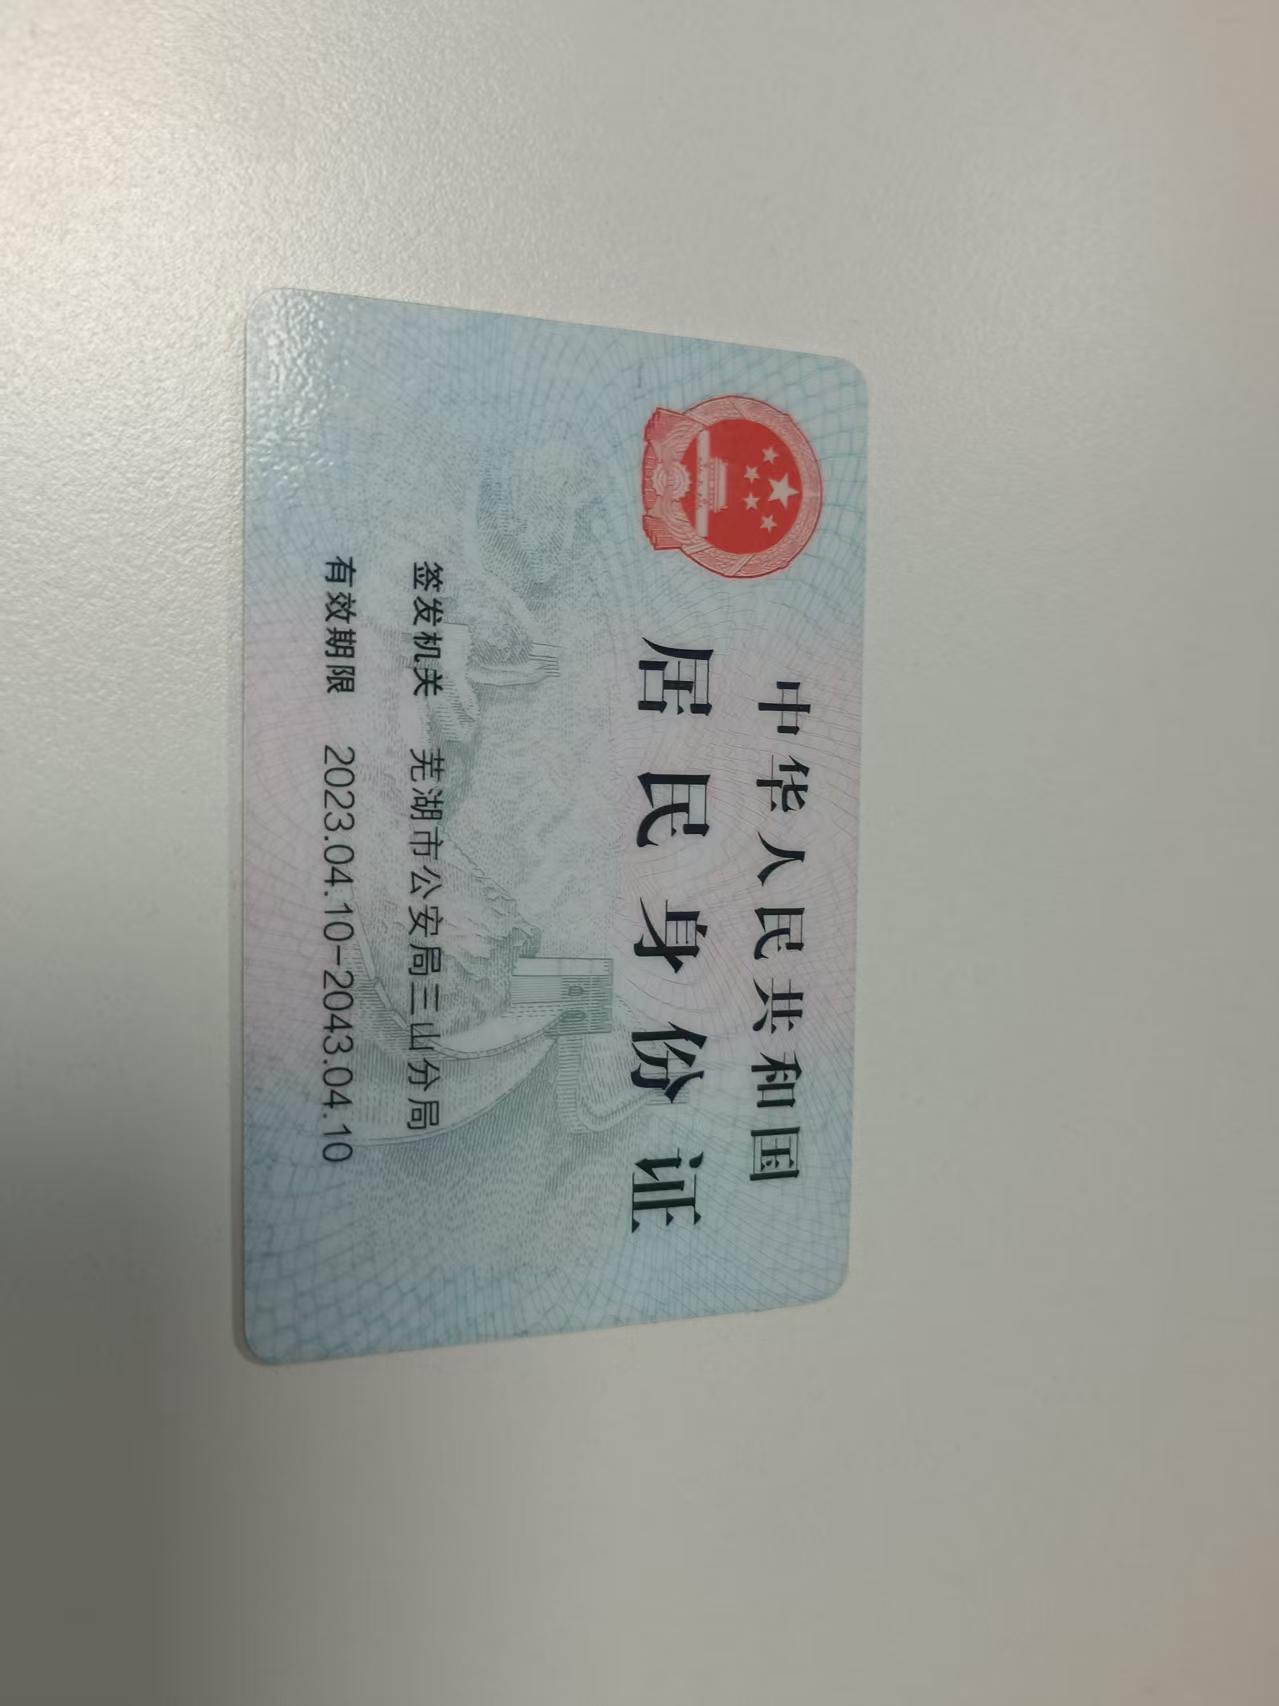 中华人民共和国
居民身份证
签发机关 芜湖市公安局三山分局
有效期限 2023.04.10-2043.04.10